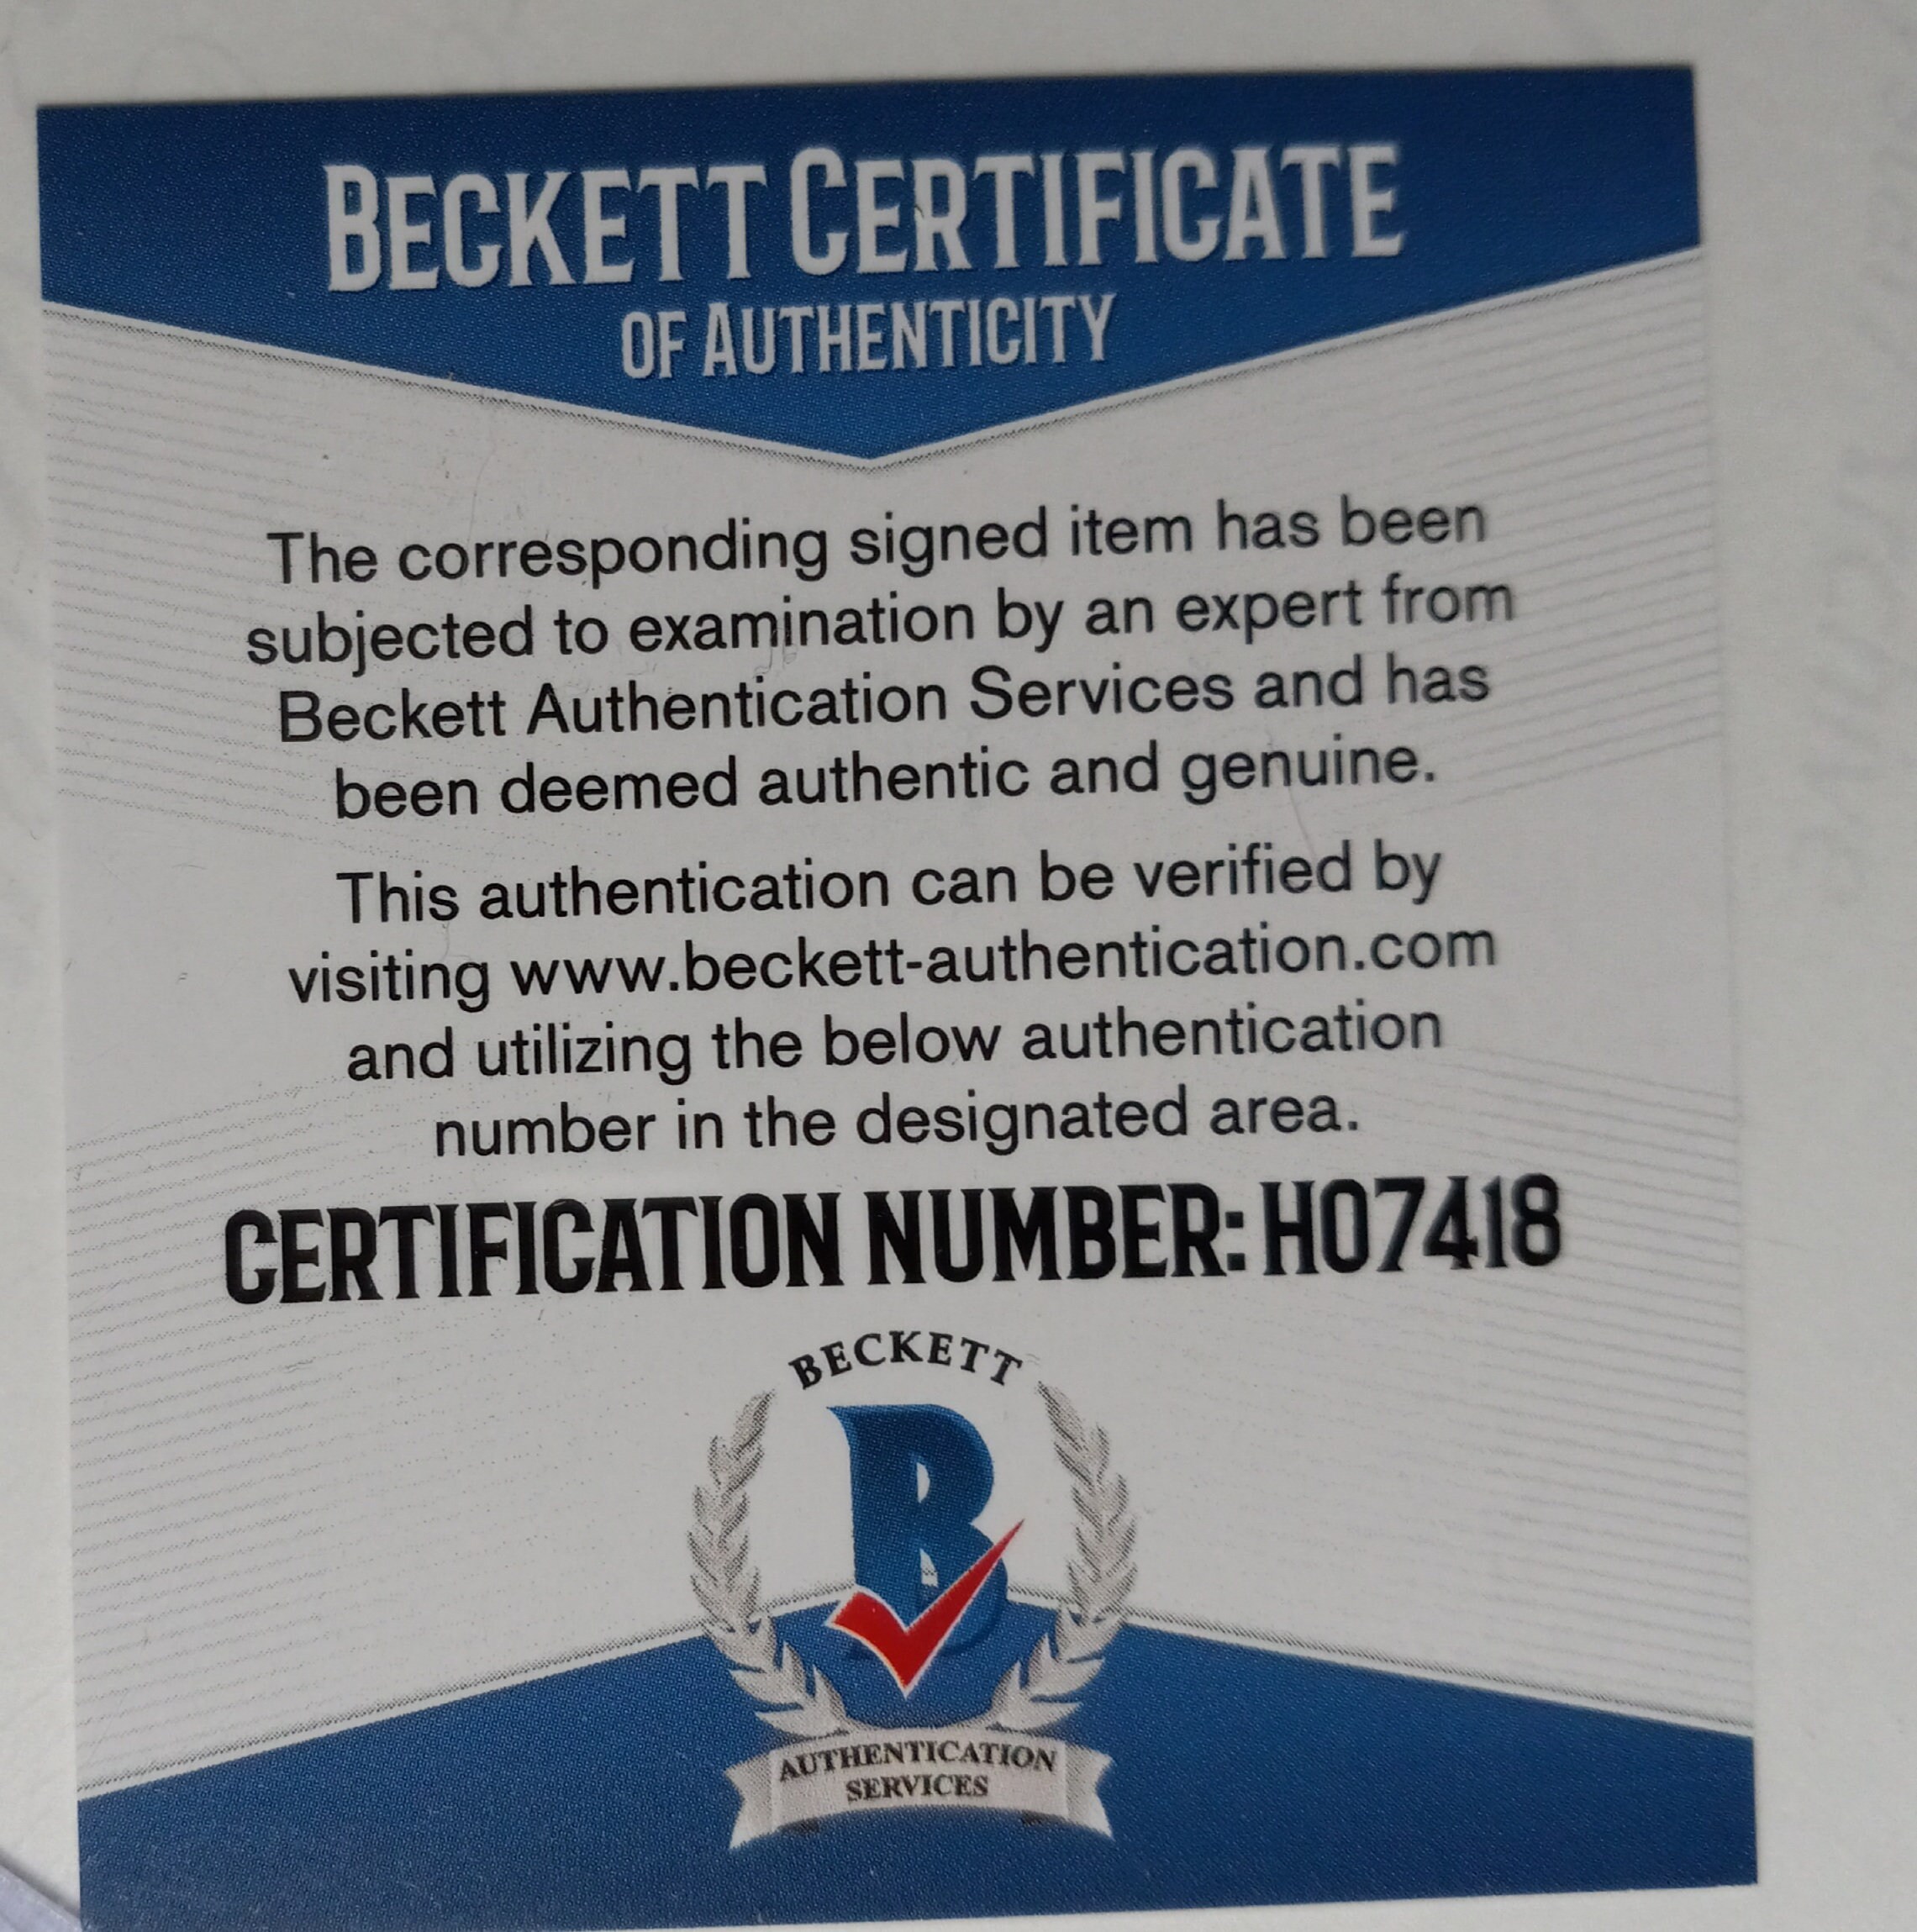 BECKETT CERTIFICATE
OF AUTHENTICITY
The corresponding signed item has been
subjected to examination by an expert from
Beckett Authentication Services and has
been deemed authentic and genuine.
This authentication can be verified by
visiting www.beckett-authentication.com
and utilizing the below authentication
number in the designated area.
CERTIFICATION NUMBER: H07418
BECKETT
B
AUTHENTICATION
SERVICES